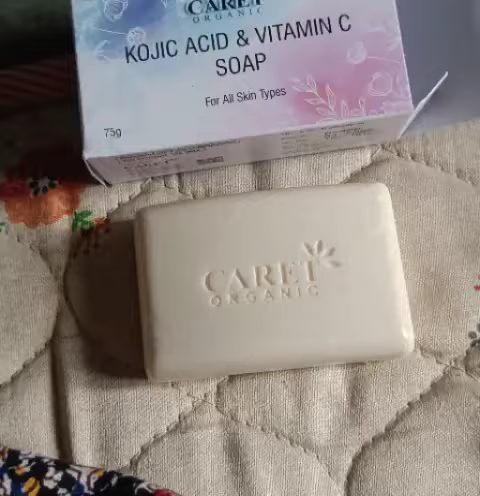 CARET
ORGANIC
KOJIC ACID & VITAMIN C
SOAP
For All Skin Types
75g
CARET
ORGANIC